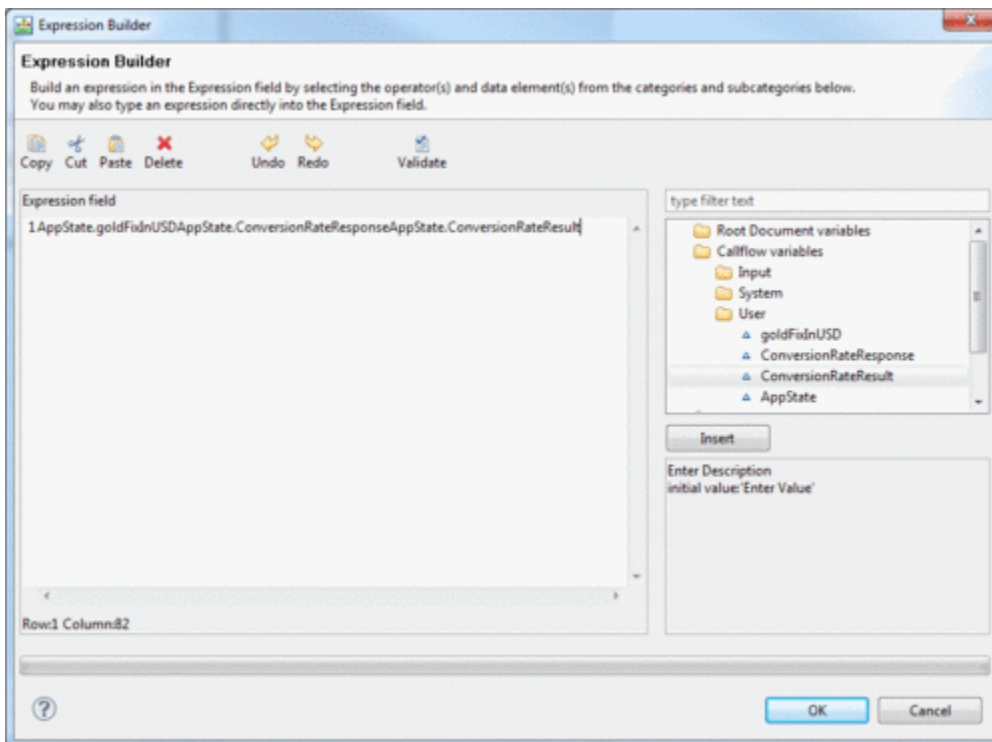 Expression Builder
Expression Builder
Build an expression in the Expression field by selecting the operator(s) and data element(s) from the categories and subcategories below.
You may also type an expression directly into the Expression field.
Copy Cut Paste Delete Undo Redo Validate
Expression field
type filter text
1AppState.goldFixInUSDAppState.ConversionRateResponseAppState.ConversionRateResult
Root Document variables
Callflow variables
Input
System
User
goldFixInUSD
ConversionRateResponse
ConversionRateResult
AppState
Insert
Enter Description
initial value:'Enter Value'
Row:1 Column:82
?
OK Cancel